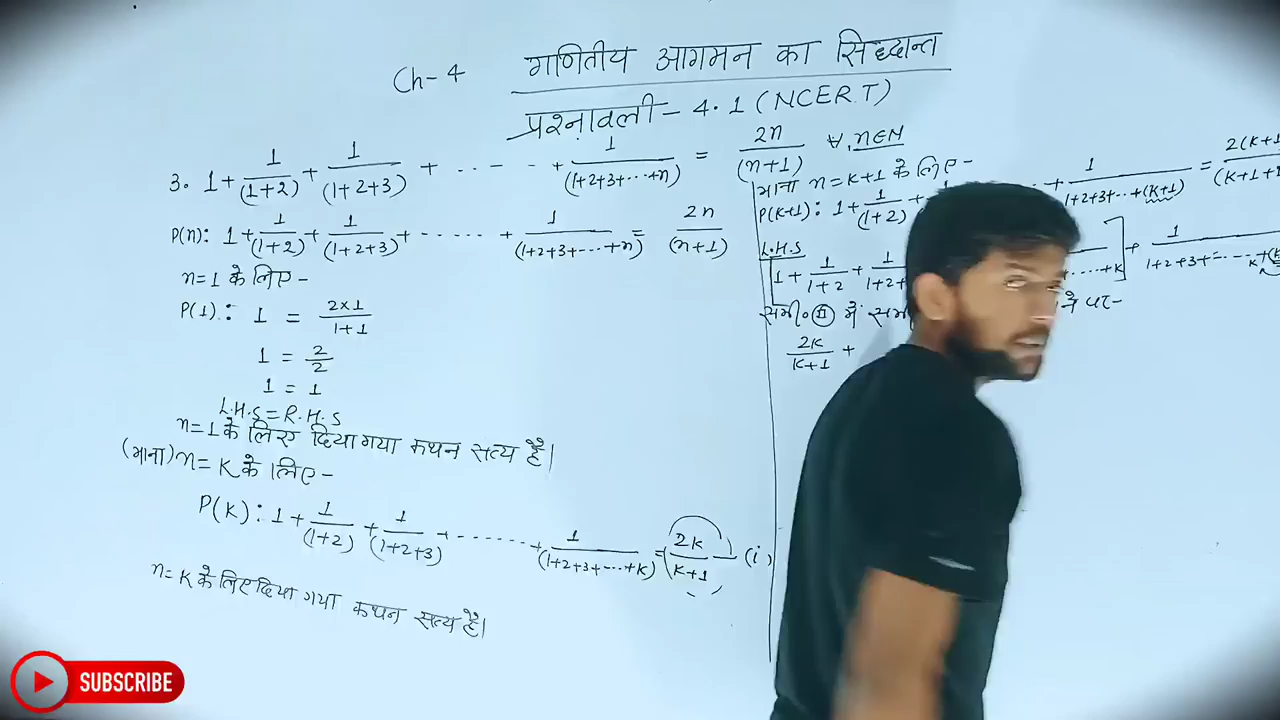 Ch-4 गणितीय आगमन का सिद्धान्त
प्रश्नावली - 4.1 (NCERT)
3. 1 + 1/(1+2) + 1/(1+2+3) + ..... + 1/(1+2+3+...+n) = 2n/(n+1) ∀, n∈N
P(n): 1 + 1/(1+2) + 1/(1+2+3) + ...... + 1/(1+2+3+...+n) = 2n/(n+1)
n=1 के लिए -
P(1): 1 = 2×1/1+1
1 = 2/2
1 = 1
L.H.S = R.H.S
n=1 के लिए दिया गया कथन सत्य है।
(माना) n=K के लिए -
P(K): 1 + 1/(1+2) + 1/(1+2+3) + ...... + 1/(1+2+3+...+K) = 2K/K+1 — (i)
n=K के लिए दिया गया कथन सत्य है।
माना n=K+1 के लिए -
P(K+1): 1 + 1/(1+2) + 1/(1+2+3+...+(K+1)) = 2(K+1
L.H.S
[1 + 1/1+2 + 1/1+2+ ....+K] + 1/1+2+3+....
समी० (ii) में पर -
2K/K+1 +
SUBSCRIBE